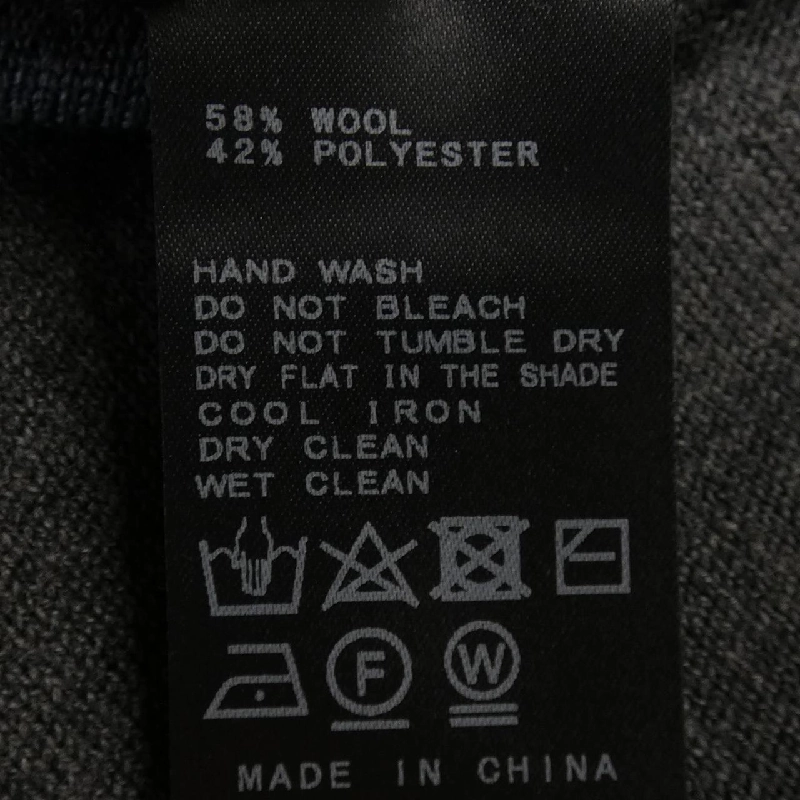 58% WOOL
42% POLYESTER
HAND WASH
DO NOT BLEACH
DO NOT TUMBLE DRY
DRY FLAT IN THE SHADE
COOL IRON
DRY CLEAN
WET CLEAN
F W
MADE IN CHINA